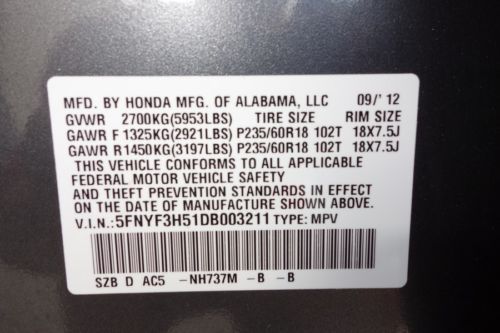 MFD. BY HONDA MFG. OF ALABAMA, LLC 09/' 12
GVWR 2700KG(5953LBS) TIRE SIZE RIM SIZE
GAWR F 1325KG(2921LBS) P235/60R18 102T 18X7.5J
GAWR R1450KG(3197LBS) P235/60R18 102T 18X7.5J
THIS VEHICLE CONFORMS TO ALL APPLICABLE
FEDERAL MOTOR VEHICLE SAFETY
AND THEFT PREVENTION STANDARDS IN EFFECT
ON THE DATE OF MANUFACTURE SHOWN ABOVE.
V.I.N.: 5FNYF3H51DB003211 TYPE: MPV
SZB D AC5 -NH737M -B -B